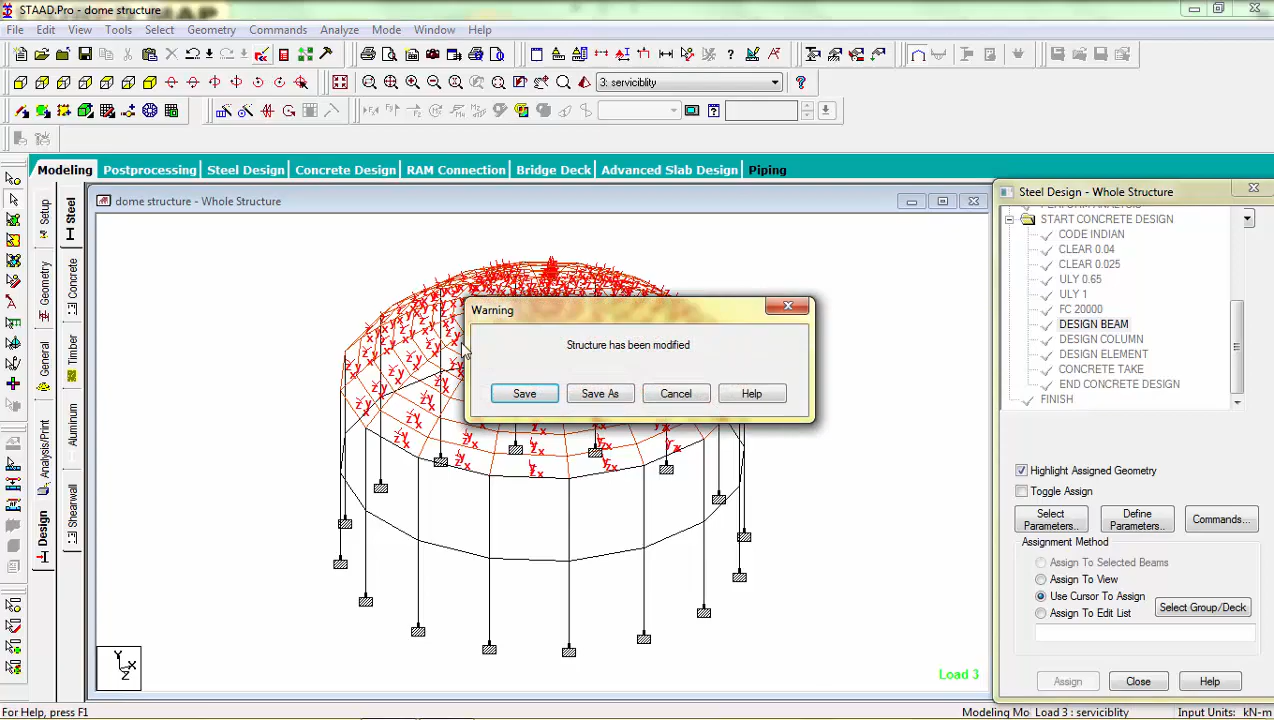 STAAD.Pro - dome structure
File Edit View Tools Select Geometry Commands Analyze Mode Window Help
3: serviciblity
Modeling Postprocessing Steel Design Concrete Design RAM Connection Bridge Deck Advanced Slab Design Piping
Setup
Geometry
General
Analysis/Print
Design
Steel
Concrete
Timber
Aluminum
Shearwall
dome structure - Whole Structure
Warning
Structure has been modified
Save Save As Cancel Help
Load 3
Y
X
Z
Steel Design - Whole Structure
START CONCRETE DESIGN
CODE INDIAN
CLEAR 0.04
CLEAR 0.025
ULY 0.65
ULY 1
FC 20000
DESIGN BEAM
DESIGN COLUMN
DESIGN ELEMENT
CONCRETE TAKE
END CONCRETE DESIGN
FINISH
Highlight Assigned Geometry
Toggle Assign
Select Parameters..
Define Parameters..
Commands...
Assignment Method
Assign To Selected Beams
Assign To View
Use Cursor To Assign
Assign To Edit List
Select Group/Deck
Assign Close Help
For Help, press F1
Modeling Mo Load 3 : serviciblity Input Units: kN-m